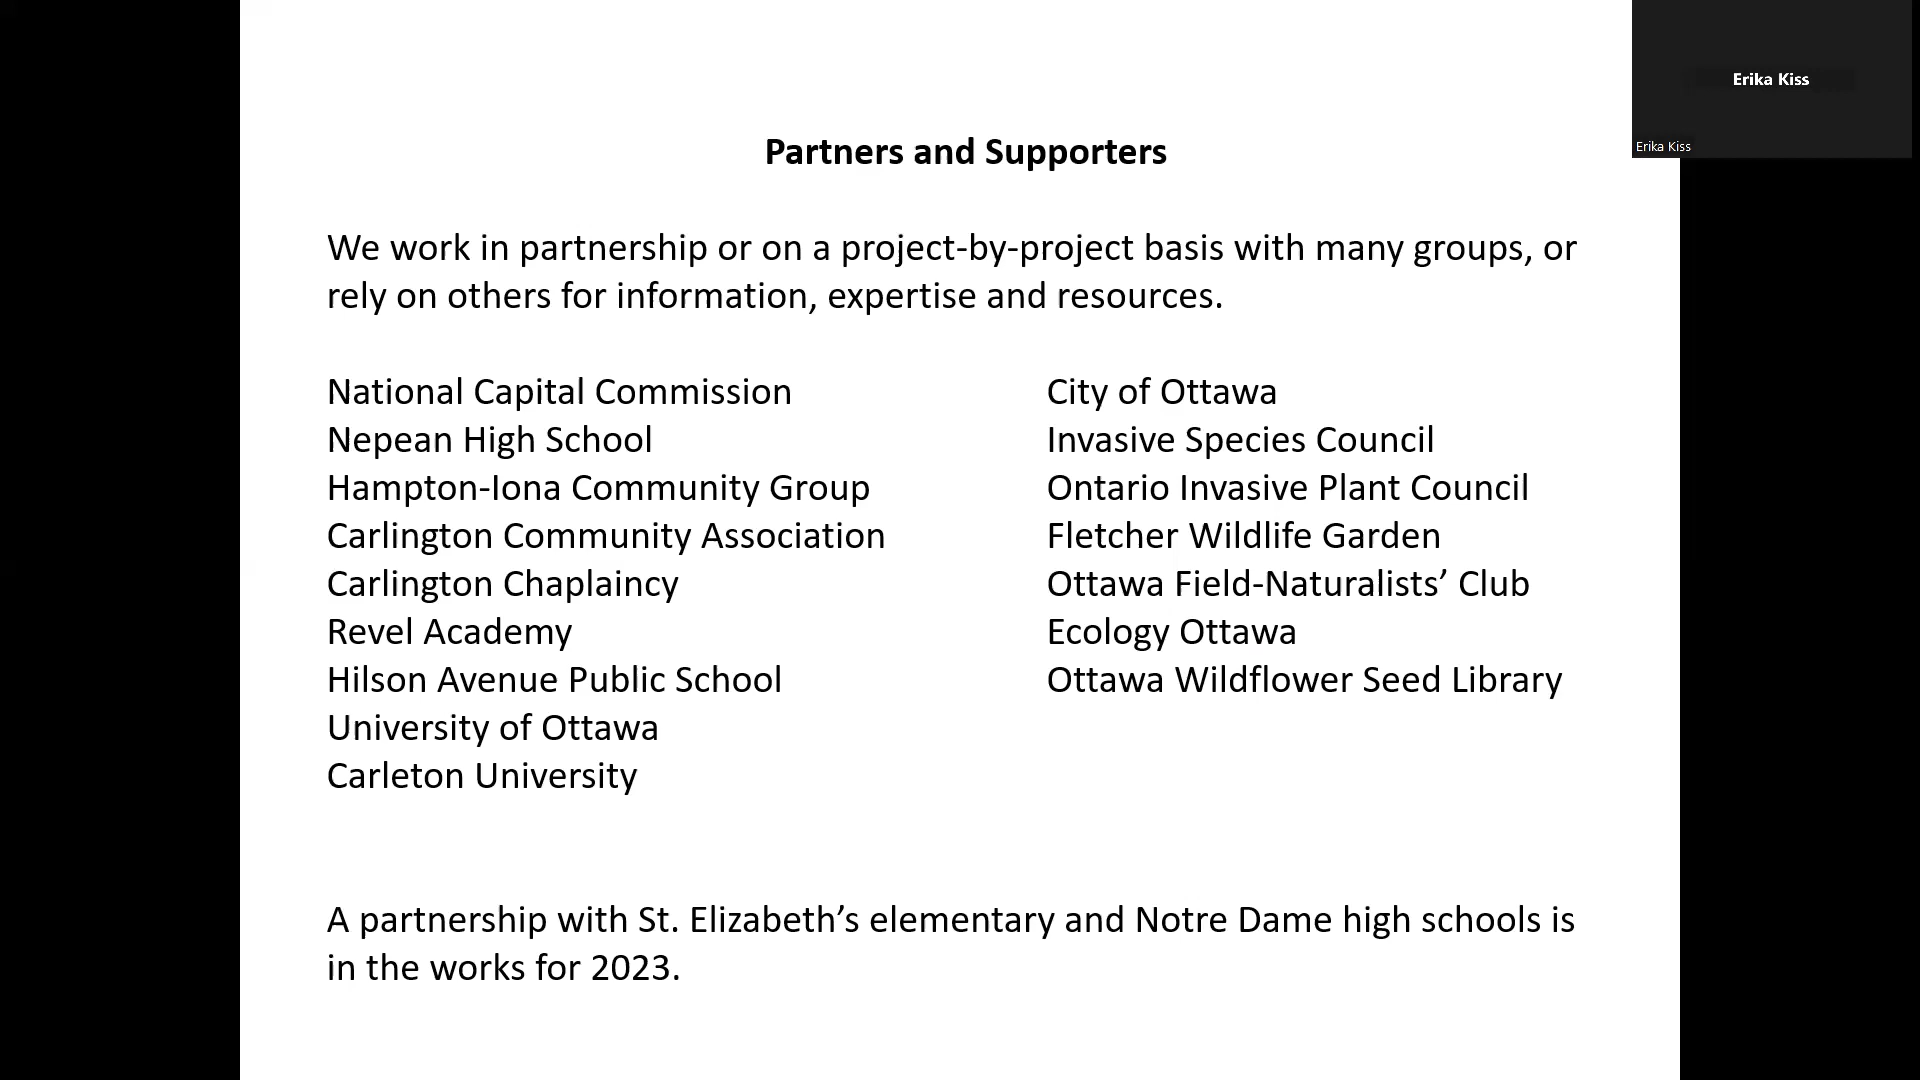 Erika Kiss
Erika Kiss
Partners and Supporters
We work in partnership or on a project-by-project basis with many groups, or
rely on others for information, expertise and resources.
National Capital Commission
Nepean High School
Hampton-Iona Community Group
Carlington Community Association
Carlington Chaplaincy
Revel Academy
Hilson Avenue Public School
University of Ottawa
Carleton University
City of Ottawa
Invasive Species Council
Ontario Invasive Plant Council
Fletcher Wildlife Garden
Ottawa Field-Naturalists’ Club
Ecology Ottawa
Ottawa Wildflower Seed Library
A partnership with St. Elizabeth’s elementary and Notre Dame high schools is
in the works for 2023.